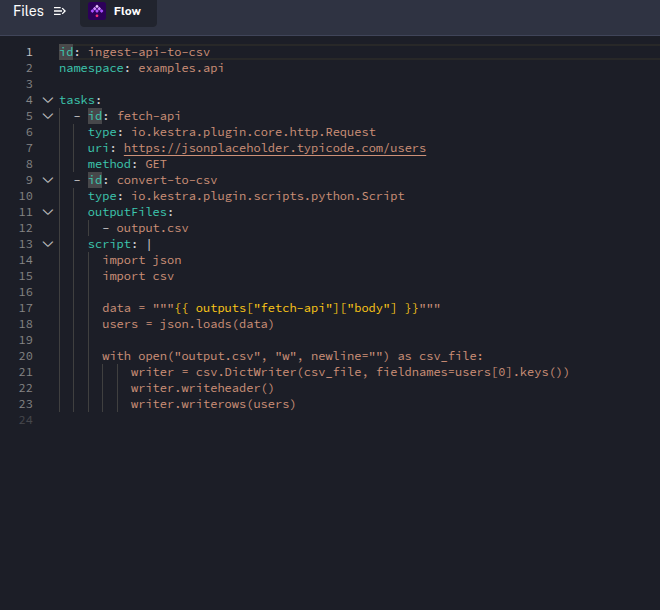 Files Flow
1 id: ingest-api-to-csv
2 namespace: examples.api
3
4 tasks:
5   - id: fetch-api
6     type: io.kestra.plugin.core.http.Request
7     uri: https://jsonplaceholder.typicode.com/users
8     method: GET
9   - id: convert-to-csv
10     type: io.kestra.plugin.scripts.python.Script
11     outputFiles:
12       - output.csv
13     script: |
14       import json
15       import csv
16
17       data = """{{ outputs["fetch-api"]["body"] }}"""
18       users = json.loads(data)
19
20       with open("output.csv", "w", newline="") as csv_file:
21           writer = csv.DictWriter(csv_file, fieldnames=users[0].keys())
22           writer.writeheader()
23           writer.writerows(users)
24